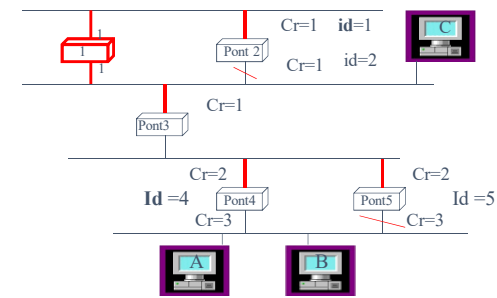 1
1
1
Pont 2
Cr=1 id=1
Cr=1 id=2
C
Pont3
Cr=1
Cr=2
Id =4
Pont4
Cr=3
Cr=2
Pont5
Id =5
Cr=3
A
B